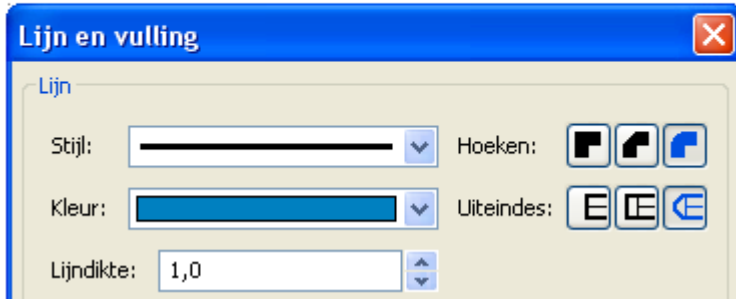 Lijn en vulling
Lijn
Stijl:
Hoeken:
Kleur:
Uiteindes:
Lijndikte: 1,0